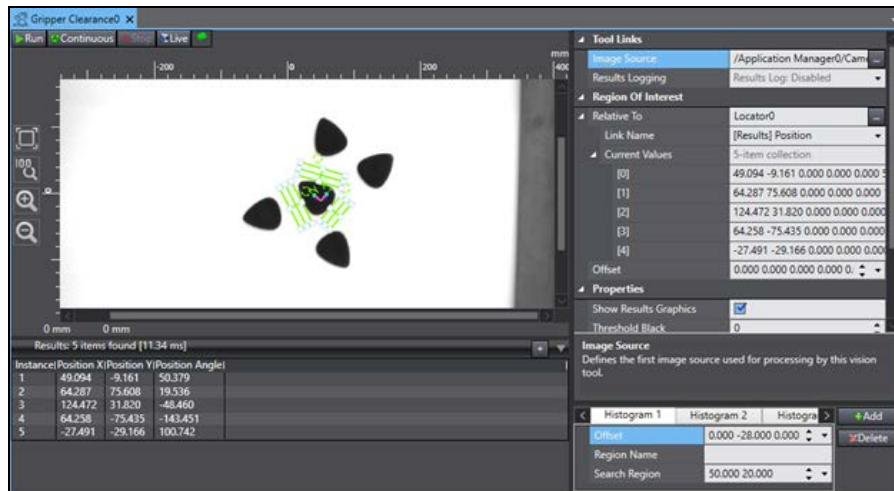 Gripper Clearance0 ×
Run Continuous Stop Live
mm
-200 0 200 400
100
0
0 mm 0 mm
Results: 5 items found [11.34 ms]
Instance Position X Position Y Position Angle
1 49.094 -9.161 50.379
2 64.287 75.608 19.536
3 124.472 31.820 -48.460
4 64.258 -75.435 -143.451
5 -27.491 -29.166 100.742
Tool Links
Image Source /Application Manager0/Cam ...
Results Logging Results Log: Disabled
Region Of Interest
Relative To Locator0 ...
Link Name [Results] Position
Current Values 5-item collection
[0] 49.094 -9.161 0.000 0.000 0.000 5
[1] 64.287 75.608 0.000 0.000 0.000
[2] 124.472 31.820 0.000 0.000 0.000
[3] 64.258 -75.435 0.000 0.000 0.000
[4] -27.491 -29.166 0.000 0.000 0.00
Offset 0.000 0.000 0.000 0.000 0.
Properties
Show Results Graphics
Threshold Black 0
Image Source
Defines the first image source used for processing by this vision
tool.
Histogram 1 Histogram 2 Histogra
+Add
Offset 0.000 -28.000 0.000
Delete
Region Name
Search Region 50.000 20.000